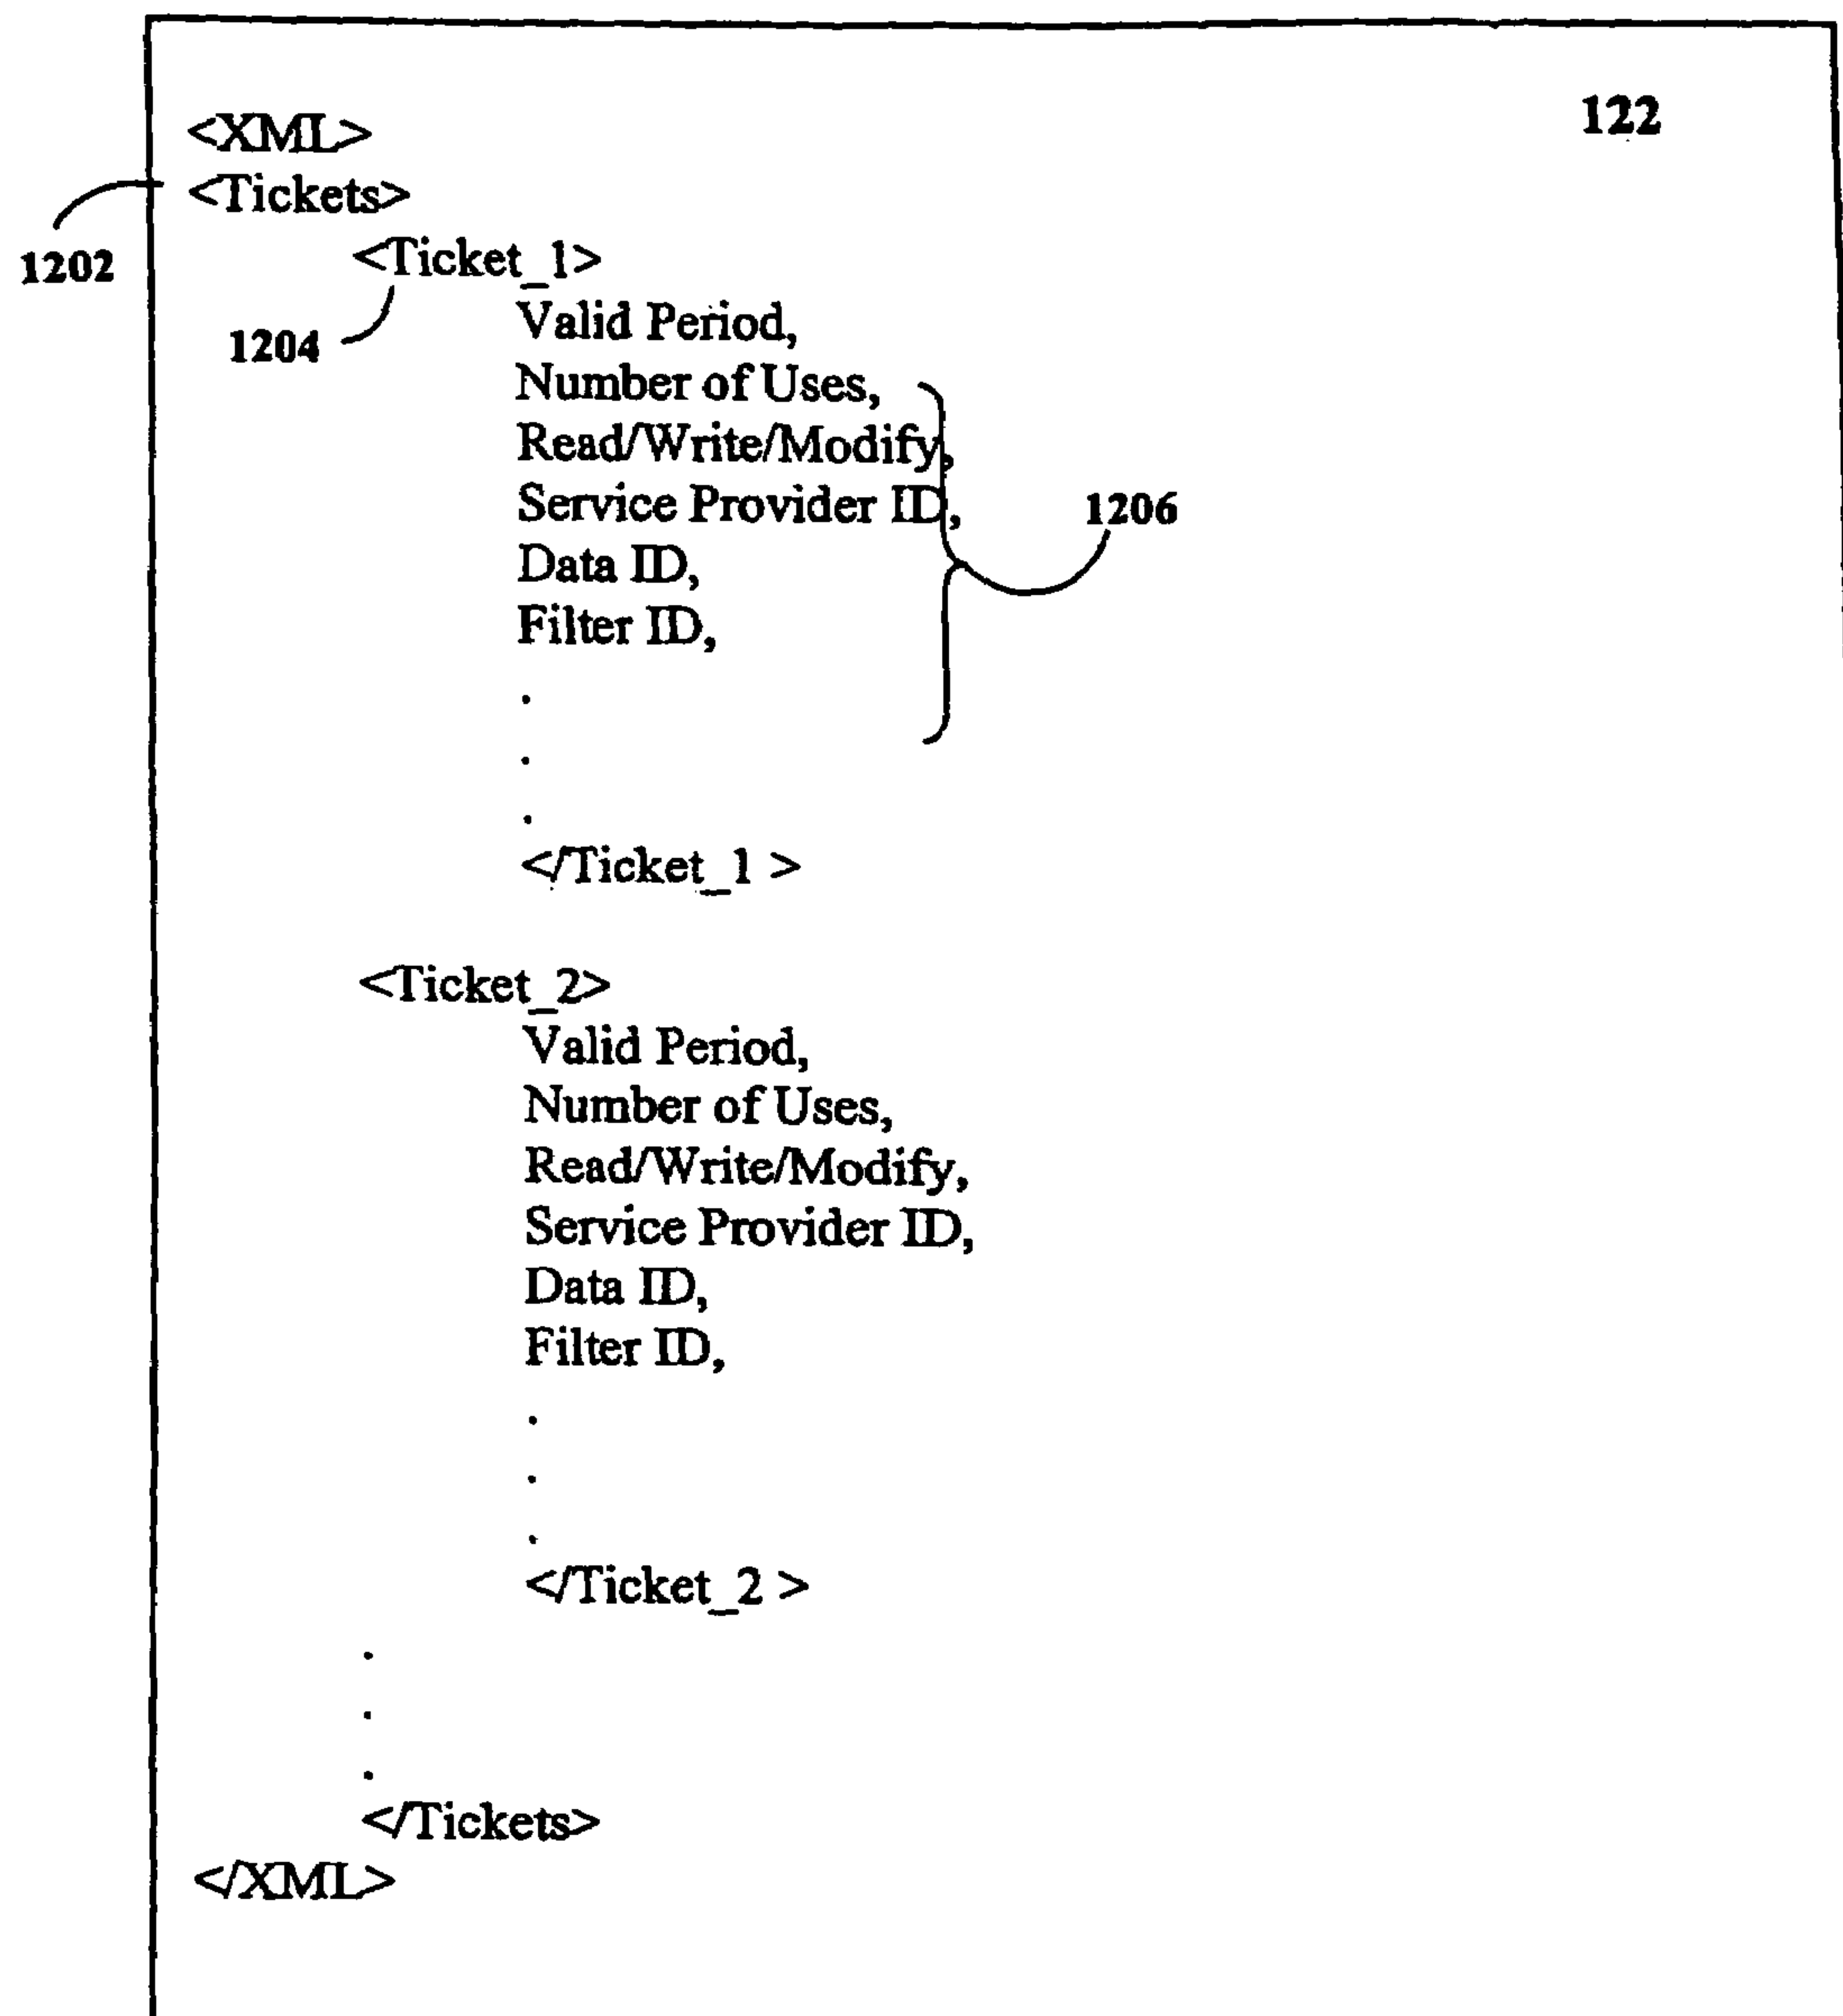 122
<XML>
<Tickets>
1202
<Ticket_1>
1204
Valid Period,
Number of Uses,
Read/Write/Modify,
Service Provider ID,
1206
Data ID,
Filter ID,
.
.
.
</Ticket_1 >
<Ticket_2>
Valid Period,
Number of Uses,
Read/Write/Modify,
Service Provider ID,
Data ID,
Filter ID,
.
.
.
</Ticket_2 >
.
.
.
</Tickets>
</XML>